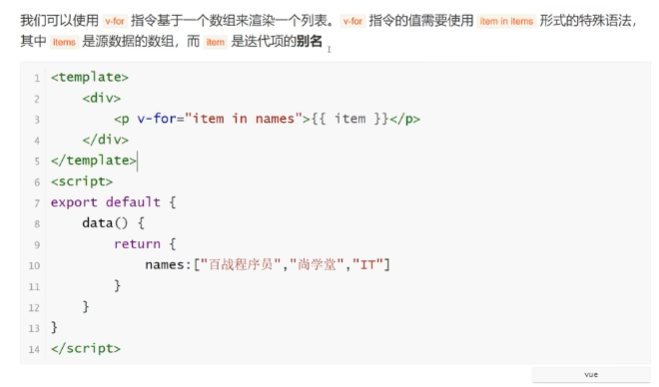 我们可以使用 v-for 指令基于一个数组来渲染一个列表。v-for 指令的值需要使用 item in items 形式的特殊语法，
其中 items 是源数据的数组，而 item 是迭代项的别名
1 <template>
2     <div>
3         <p v-for="item in names">{{ item }}</p>
4     </div>
5 </template>
6 <script>
7 export default {
8     data() {
9         return {
10             names:["百战程序员","尚学堂","IT"]
11         }
12     }
13 }
14 </script>
vue